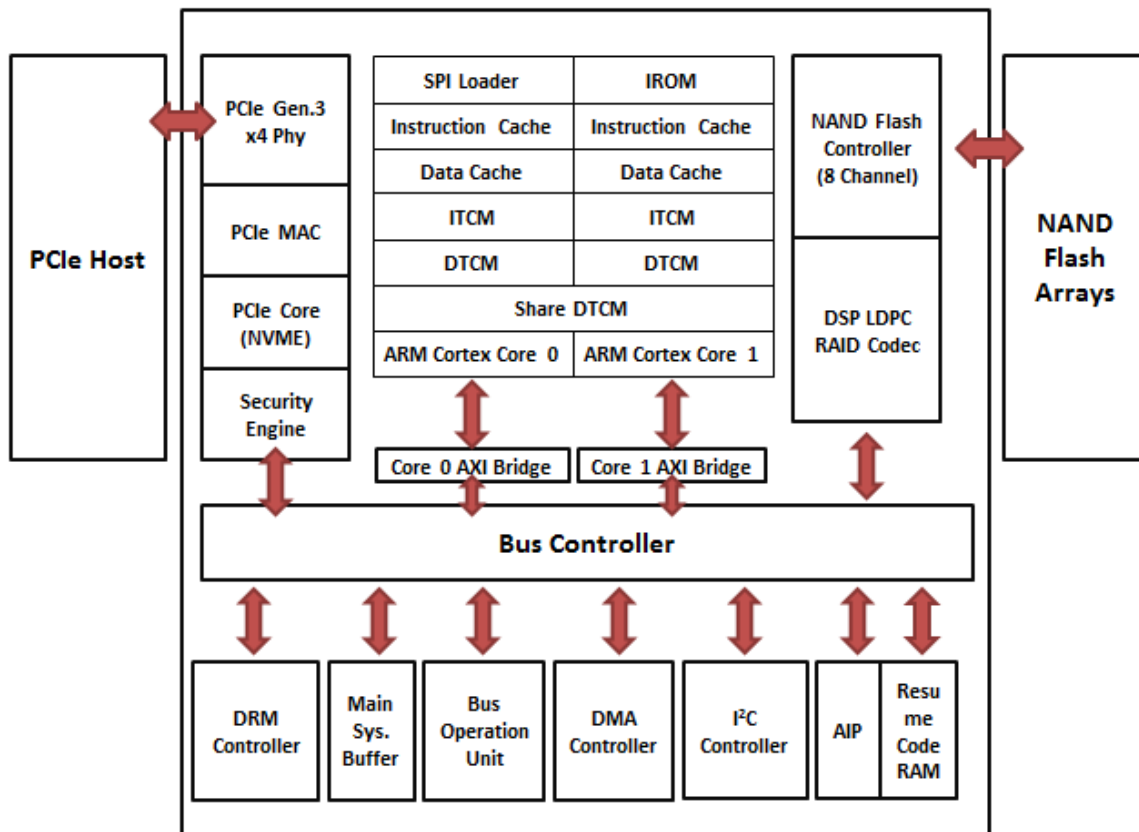 PCIe Host
PCIe Gen.3
x4 Phy
PCIe MAC
PCIe Core
(NVME)
Security
Engine
SPI Loader
IROM
Instruction Cache
Instruction Cache
Data Cache
Data Cache
ITCM
ITCM
DTCM
DTCM
Share DTCM
ARM Cortex Core 0
ARM Cortex Core 1
Core 0 AXI Bridge
Core 1 AXI Bridge
NAND Flash
Controller
(8 Channel)
DSP LDPC
RAID Codec
NAND
Flash
Arrays
Bus Controller
DRM
Controller
Main
Sys.
Buffer
Bus
Operation
Unit
DMA
Controller
I²C
Controller
AIP
Resu
me
Code
RAM